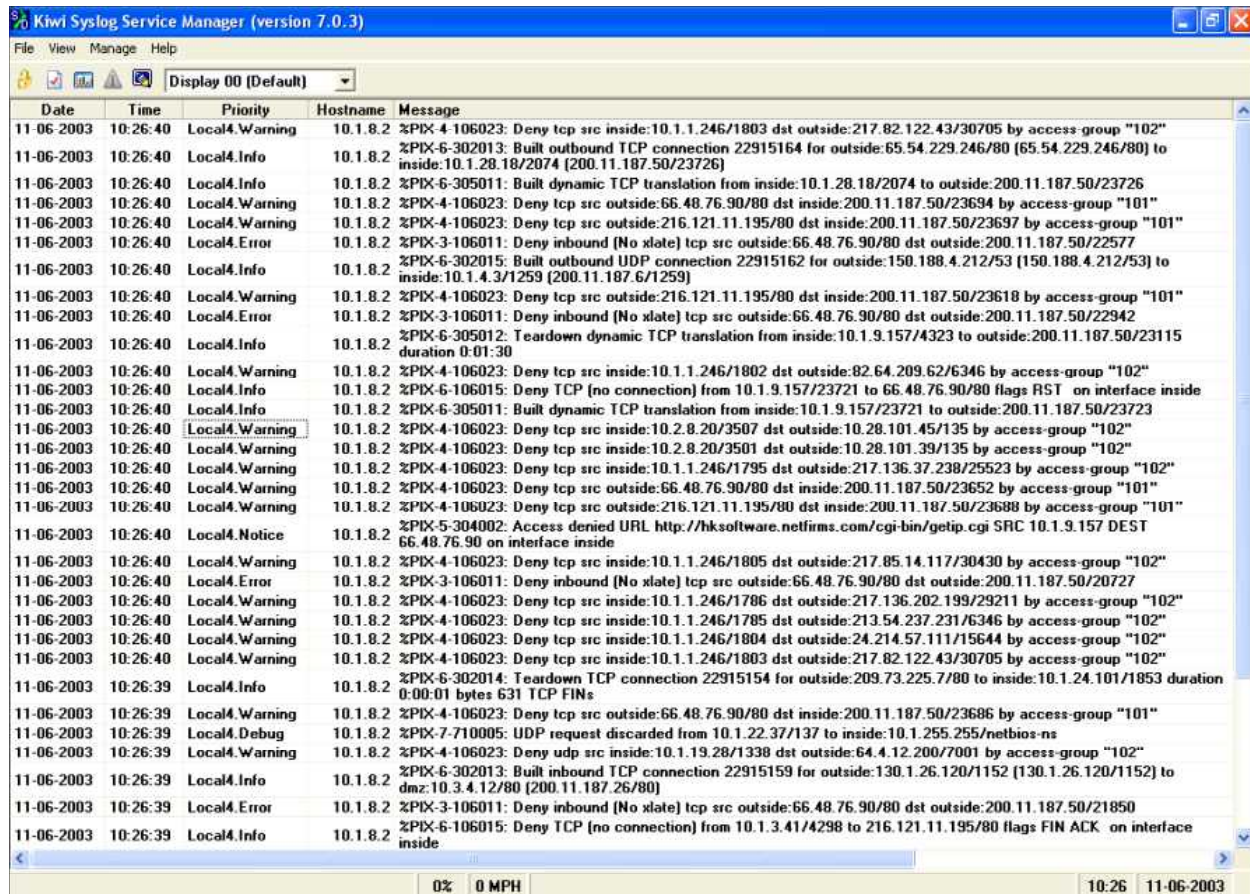 Kiwi Syslog Service Manager (version 7.0.3)
File View Manage Help
Display 00 (Default)
Date Time Priority Hostname Message
11-06-2003 10:26:40 Local4.Warning 10.1.8.2 %PIX-4-106023: Deny tcp src inside:10.1.1.246/1803 dst outside:217.82.122.43/30705 by access-group "102"
11-06-2003 10:26:40 Local4.Info 10.1.8.2 %PIX-6-302013: Built outbound TCP connection 22915164 for outside:65.54.229.246/80 (65.54.229.246/80) to
inside:10.1.28.18/2074 (200.11.187.50/23726)
11-06-2003 10:26:40 Local4.Info 10.1.8.2 %PIX-6-305011: Built dynamic TCP translation from inside:10.1.28.18/2074 to outside:200.11.187.50/23726
11-06-2003 10:26:40 Local4.Warning 10.1.8.2 %PIX-4-106023: Deny tcp src outside:66.48.76.90/80 dst inside:200.11.187.50/23694 by access-group "101"
11-06-2003 10:26:40 Local4.Warning 10.1.8.2 %PIX-4-106023: Deny tcp src outside:216.121.11.195/80 dst inside:200.11.187.50/23697 by access-group "101"
11-06-2003 10:26:40 Local4.Error 10.1.8.2 %PIX-3-106011: Deny inbound (No xlate) tcp src outside:66.48.76.90/80 dst outside:200.11.187.50/22577
11-06-2003 10:26:40 Local4.Info 10.1.8.2 %PIX-6-302015: Built outbound UDP connection 22915162 for outside:150.188.4.212/53 (150.188.4.212/53) to
inside:10.1.4.3/1259 (200.11.187.6/1259)
11-06-2003 10:26:40 Local4.Warning 10.1.8.2 %PIX-4-106023: Deny tcp src outside:216.121.11.195/80 dst inside:200.11.187.50/23618 by access-group "101"
11-06-2003 10:26:40 Local4.Error 10.1.8.2 %PIX-3-106011: Deny inbound (No xlate) tcp src outside:66.48.76.90/80 dst outside:200.11.187.50/22942
11-06-2003 10:26:40 Local4.Info 10.1.8.2 %PIX-6-305012: Teardown dynamic TCP translation from inside:10.1.9.157/4323 to outside:200.11.187.50/23115
duration 0:01:30
11-06-2003 10:26:40 Local4.Warning 10.1.8.2 %PIX-4-106023: Deny tcp src inside:10.1.1.246/1802 dst outside:82.64.209.62/6346 by access-group "102"
11-06-2003 10:26:40 Local4.Info 10.1.8.2 %PIX-6-106015: Deny TCP (no connection) from 10.1.9.157/23721 to 66.48.76.90/80 flags RST on interface inside
11-06-2003 10:26:40 Local4.Info 10.1.8.2 %PIX-6-305011: Built dynamic TCP translation from inside:10.1.9.157/23721 to outside:200.11.187.50/23723
11-06-2003 10:26:40 Local4.Warning 10.1.8.2 %PIX-4-106023: Deny tcp src inside:10.2.8.20/3507 dst outside:10.28.101.45/135 by access-group "102"
11-06-2003 10:26:40 Local4.Warning 10.1.8.2 %PIX-4-106023: Deny tcp src inside:10.2.8.20/3501 dst outside:10.28.101.39/135 by access-group "102"
11-06-2003 10:26:40 Local4.Warning 10.1.8.2 %PIX-4-106023: Deny tcp src inside:10.1.1.246/1795 dst outside:217.136.37.238/25523 by access-group "102"
11-06-2003 10:26:40 Local4.Warning 10.1.8.2 %PIX-4-106023: Deny tcp src outside:66.48.76.90/80 dst inside:200.11.187.50/23652 by access-group "101"
11-06-2003 10:26:40 Local4.Warning 10.1.8.2 %PIX-4-106023: Deny tcp src outside:216.121.11.195/80 dst inside:200.11.187.50/23688 by access-group "101"
11-06-2003 10:26:40 Local4.Notice 10.1.8.2 %PIX-5-304002: Access denied URL http://hksoftware.netfirms.com/cgi-bin/getip.cgi SRC 10.1.9.157 DEST
66.48.76.90 on interface inside
11-06-2003 10:26:40 Local4.Warning 10.1.8.2 %PIX-4-106023: Deny tcp src inside:10.1.1.246/1805 dst outside:217.85.14.117/30430 by access-group "102"
11-06-2003 10:26:40 Local4.Error 10.1.8.2 %PIX-3-106011: Deny inbound (No xlate) tcp src outside:66.48.76.90/80 dst outside:200.11.187.50/20727
11-06-2003 10:26:40 Local4.Warning 10.1.8.2 %PIX-4-106023: Deny tcp src inside:10.1.1.246/1786 dst outside:217.136.202.199/29211 by access-group "102"
11-06-2003 10:26:40 Local4.Warning 10.1.8.2 %PIX-4-106023: Deny tcp src inside:10.1.1.246/1785 dst outside:213.54.237.231/6346 by access-group "102"
11-06-2003 10:26:40 Local4.Warning 10.1.8.2 %PIX-4-106023: Deny tcp src inside:10.1.1.246/1804 dst outside:24.214.57.111/15644 by access-group "102"
11-06-2003 10:26:40 Local4.Warning 10.1.8.2 %PIX-4-106023: Deny tcp src inside:10.1.1.246/1803 dst outside:217.82.122.43/30705 by access-group "102"
11-06-2003 10:26:39 Local4.Info 10.1.8.2 %PIX-6-302014: Teardown TCP connection 22915154 for outside:209.73.225.7/80 to inside:10.1.24.101/1853 duration
0:00:01 bytes 631 TCP FINs
11-06-2003 10:26:39 Local4.Warning 10.1.8.2 %PIX-4-106023: Deny tcp src outside:66.48.76.90/80 dst inside:200.11.187.50/23686 by access-group "101"
11-06-2003 10:26:39 Local4.Debug 10.1.8.2 %PIX-7-710005: UDP request discarded from 10.1.22.37/137 to inside:10.1.255.255/netbios-ns
11-06-2003 10:26:39 Local4.Warning 10.1.8.2 %PIX-4-106023: Deny udp src inside:10.1.19.28/1338 dst outside:64.4.12.200/7001 by access-group "102"
11-06-2003 10:26:39 Local4.Info 10.1.8.2 %PIX-6-302013: Built inbound TCP connection 22915159 for outside:130.1.26.120/1152 (130.1.26.120/1152) to
dmz:10.3.4.12/80 (200.11.187.26/80)
11-06-2003 10:26:39 Local4.Error 10.1.8.2 %PIX-3-106011: Deny inbound (No xlate) tcp src outside:66.48.76.90/80 dst outside:200.11.187.50/21850
11-06-2003 10:26:39 Local4.Info 10.1.8.2 %PIX-6-106015: Deny TCP (no connection) from 10.1.3.41/4298 to 216.121.11.195/80 flags FIN ACK on interface
inside
0% 0 MPH 10:26 11-06-2003